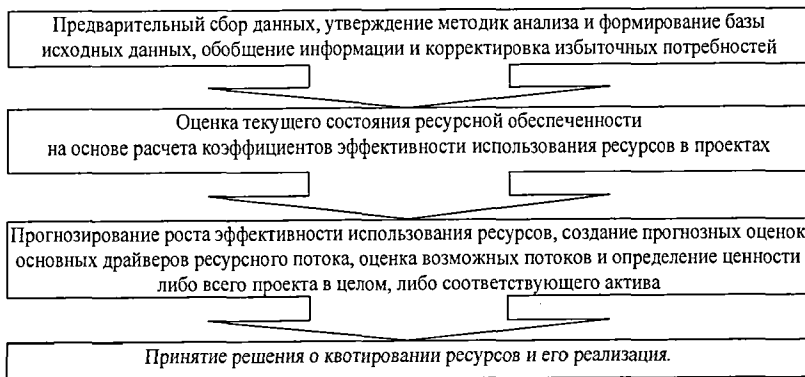 Предварительный сбор данных, утверждение методик анализа и формирование базы
исходных данных, обобщение информации и корректировка избыточных потребностей
Оценка текущего состояния ресурсной обеспеченности
на основе расчета коэффициентов эффективности использования ресурсов в проектах
Прогнозирование роста эффективности использования ресурсов, создание прогнозных оценок
основных драйверов ресурсного потока, оценка возможных потоков и определение ценности
либо всего проекта в целом, либо соответствующего актива
Принятие решения о квотировании ресурсов и его реализация.